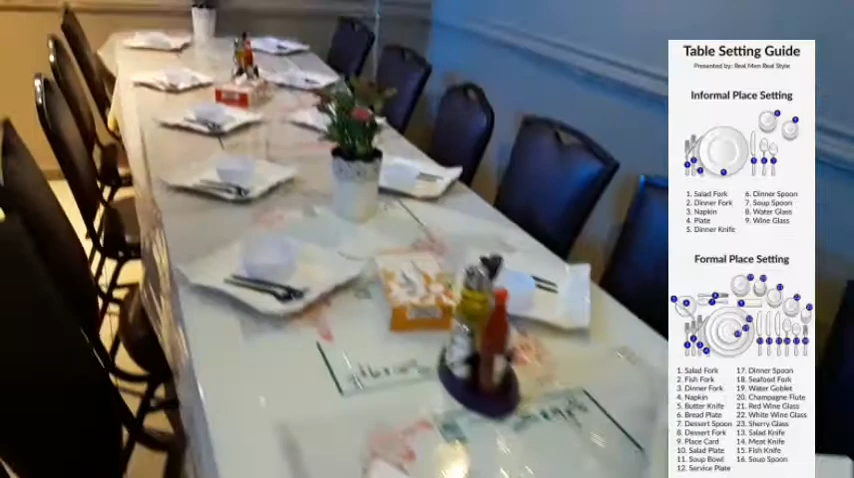 Table Setting Guide
Presented by: Real Men Real Style
Informal Place Setting
1. Salad Fork
2. Dinner Fork
3. Napkin
4. Plate
5. Dinner Knife
6. Dinner Spoon
7. Soup Spoon
8. Water Glass
9. Wine Glass
Formal Place Setting
1. Salad Fork
2. Fish Fork
3. Dinner Fork
4. Napkin
5. Butter Knife
6. Bread Plate
7. Dessert Spoon
8. Dessert Fork
9. Place Card
10. Salad Plate
11. Soup Bowl
12. Service Plate
17. Dinner Spoon
18. Seafood Fork
19. Water Goblet
20. Champagne Flute
21. Red Wine Glass
22. White Wine Glass
23. Sherry Glass
13. Salad Knife
14. Meat Knife
15. Fish Knife
16. Soup Spoon